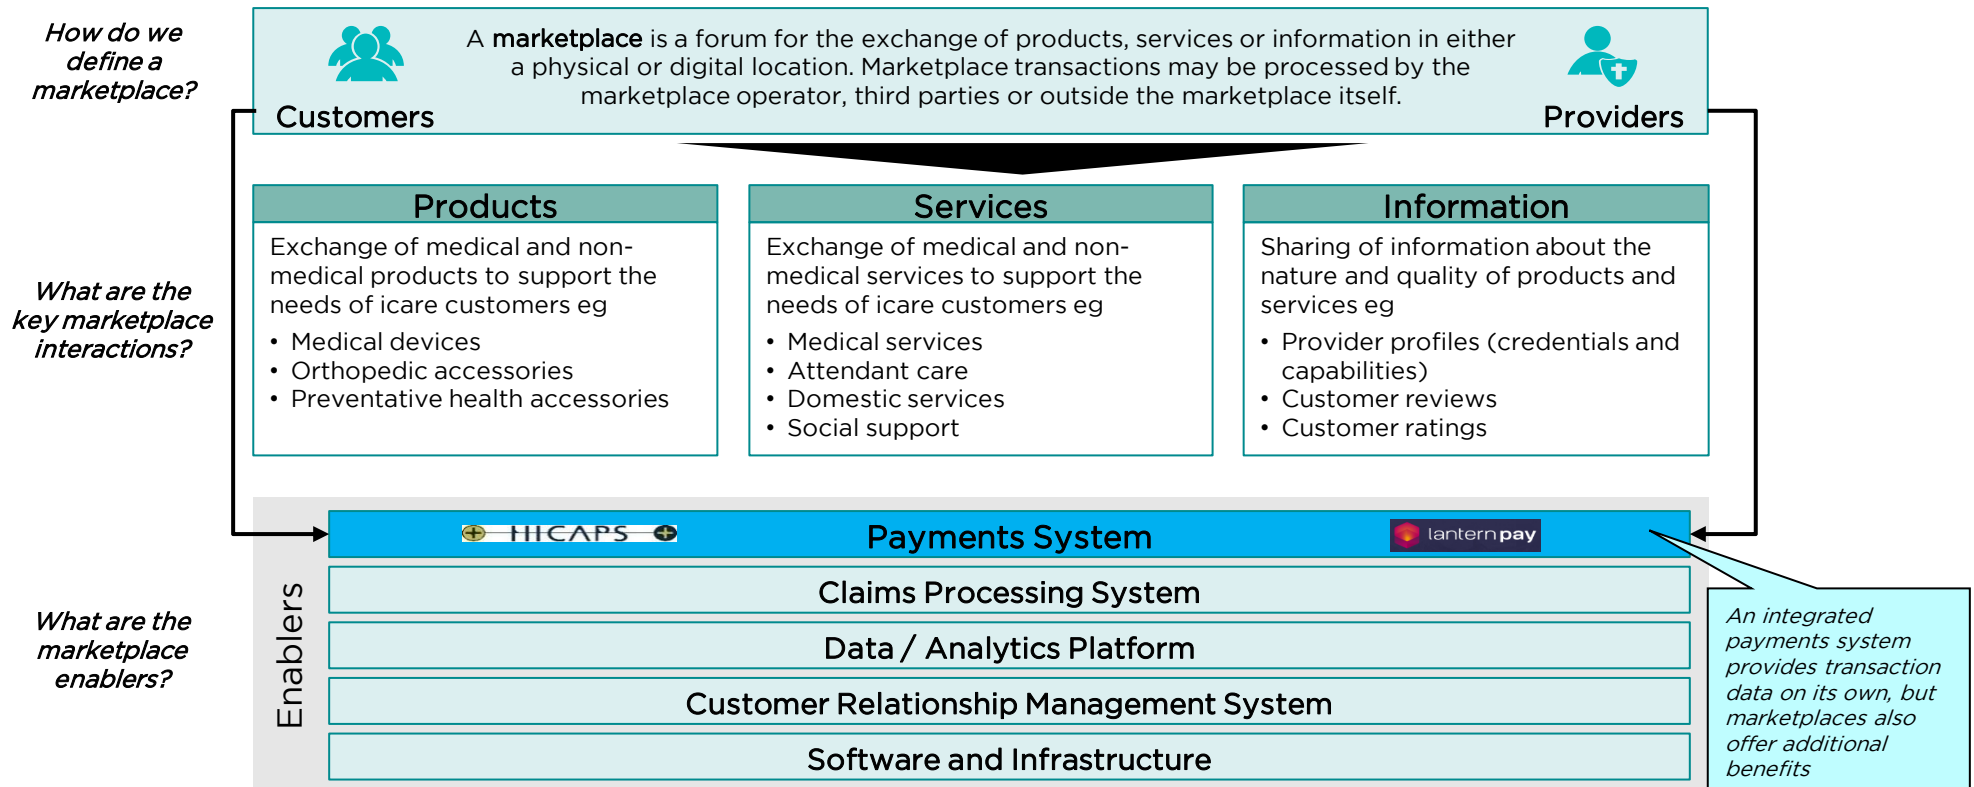 How do we
define a
marketplace?
A marketplace is a forum for the exchange of products, services or information in either
a physical or digital location. Marketplace transactions may be processed by the
marketplace operator, third parties or outside the marketplace itself.
Customers
Providers
What are the
key marketplace
interactions?
Products
Exchange of medical and non-
medical products to support the
needs of icare customers eg
• Medical devices
• Orthopedic accessories
• Preventative health accessories
Services
Exchange of medical and non-
medical services to support the
needs of icare customers eg
• Medical services
• Attendant care
• Domestic services
• Social support
Information
Sharing of information about the
nature and quality of products and
services eg
• Provider profiles (credentials and
capabilities)
• Customer reviews
• Customer ratings
What are the
marketplace
enablers?
Enablers
HICAPS
Payments System
lanternpay
Claims Processing System
Data / Analytics Platform
Customer Relationship Management System
Software and Infrastructure
An integrated
payments system
provides transaction
data on its own, but
marketplaces also
offer additional
benefits